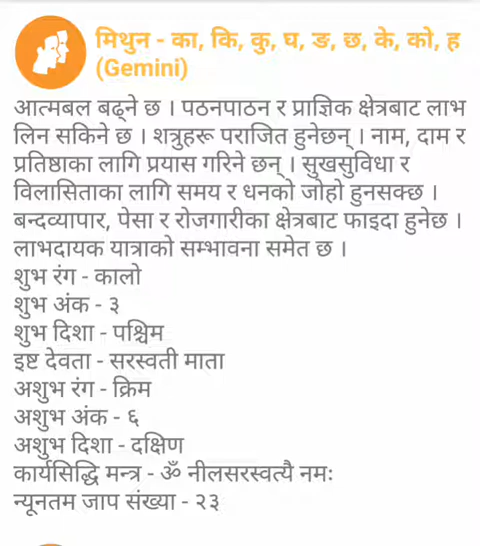 मिथुन - का, कि, कु, घ, ङ, छ, के, को, ह
(Gemini)
आत्मबल बढ्ने छ । पठनपाठन र प्राज्ञिक क्षेत्रबाट लाभ
लिन सकिने छ । शत्रुहरू पराजित हुनेछन् । नाम, दाम र
प्रतिष्ठाका लागि प्रयास गरिने छन् । सुखसुविधा र
विलासिताका लागि समय र धनको जोहो हुनसक्छ ।
बन्दव्यापार, पेसा र रोजगारीका क्षेत्रबाट फाइदा हुनेछ ।
लाभदायक यात्राको सम्भावना समेत छ ।
शुभ रंग - कालो
शुभ अंक - ३
शुभ दिशा - पश्चिम
इष्ट देवता - सरस्वती माता
अशुभ रंग - क्रिम
अशुभ अंक - ६
अशुभ दिशा - दक्षिण
कार्यसिद्धि मन्त्र - ॐ नीलसरस्वत्यै नमः
न्यूनतम जाप संख्या - २३